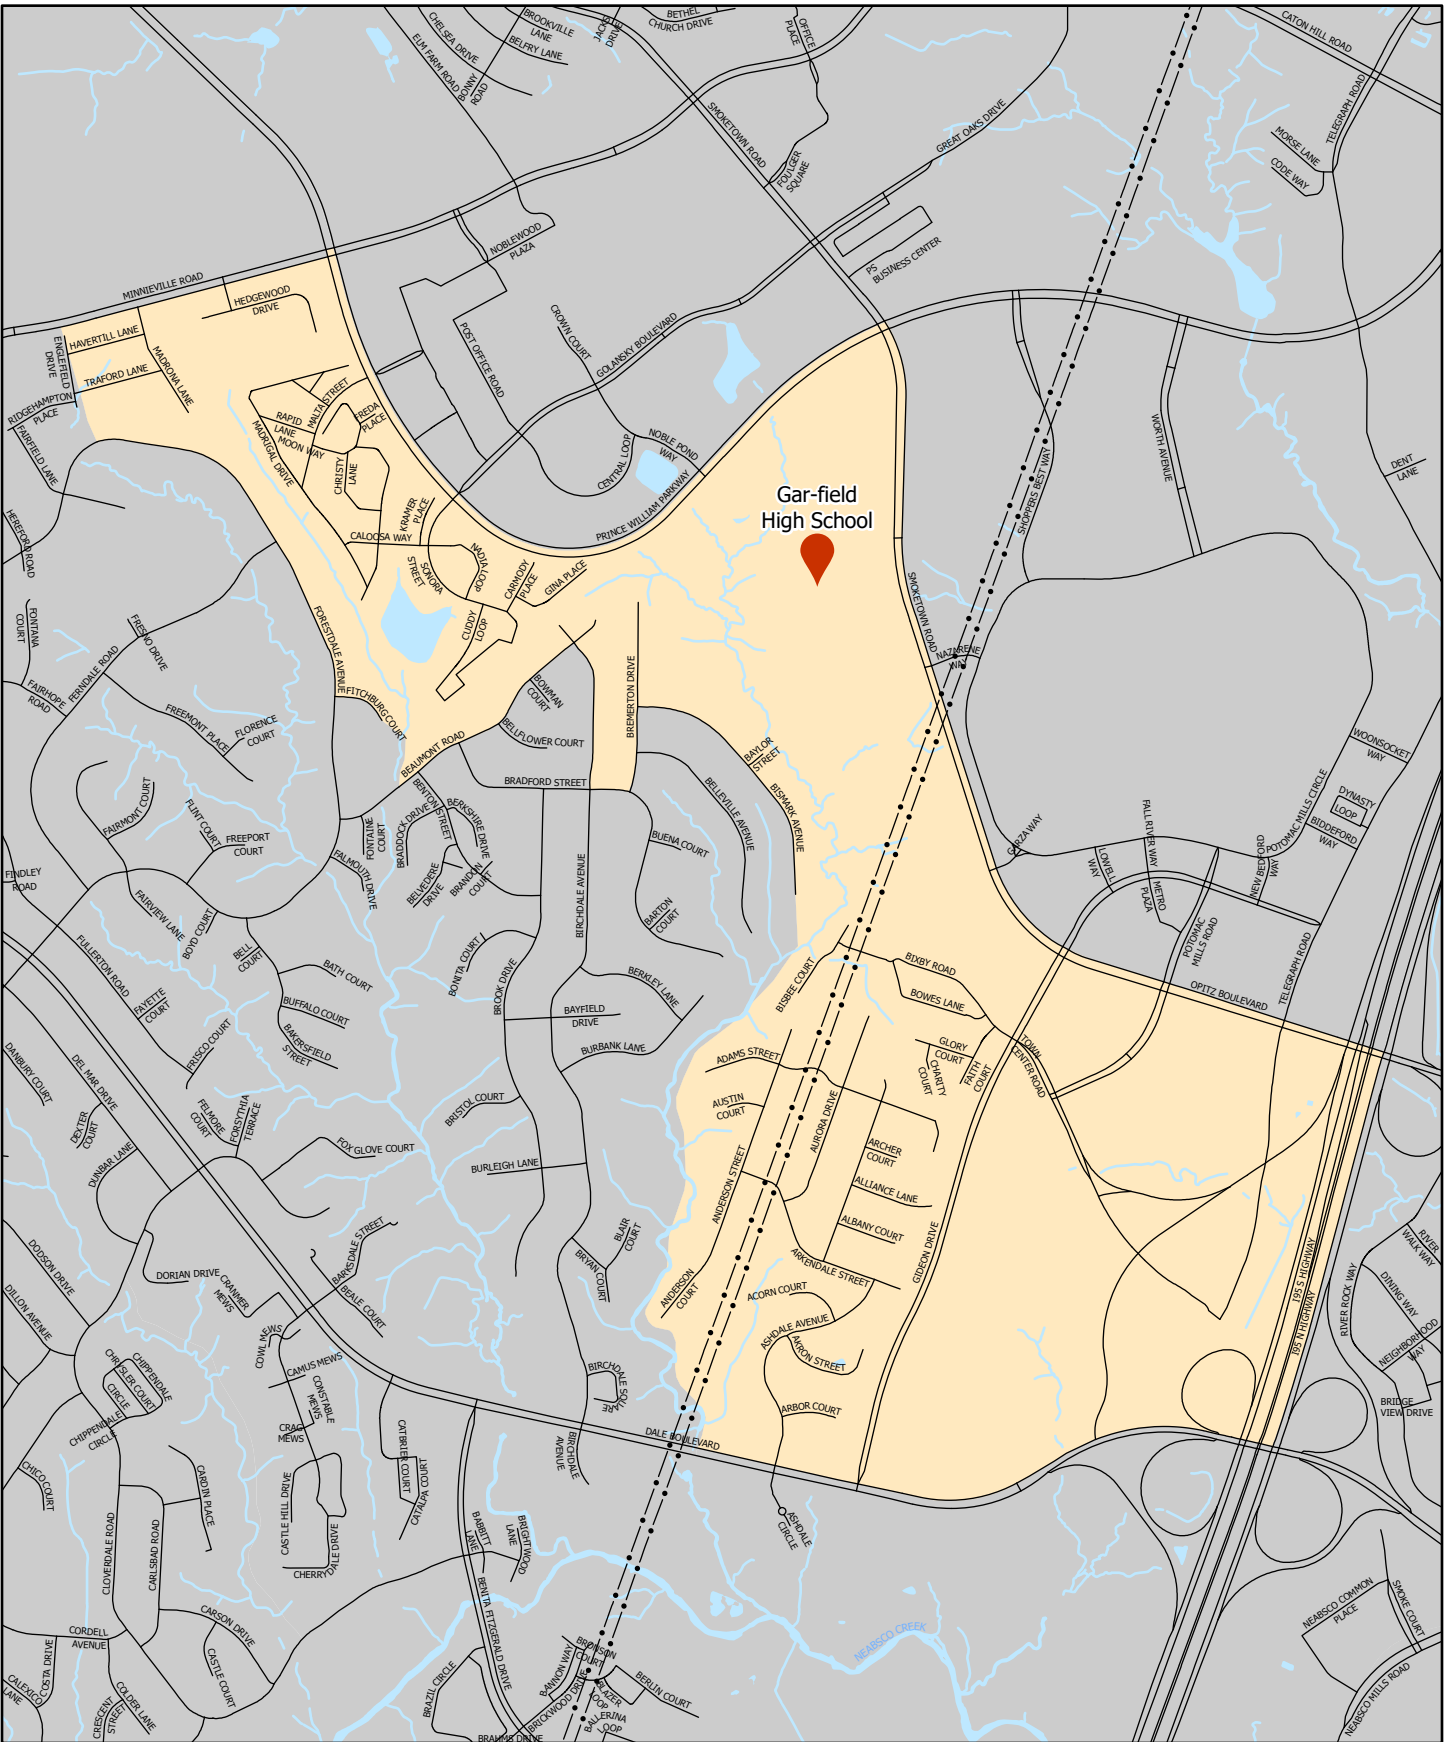 CHELSEA DRIVE
BROOKVILLE
LANE
BELFRY LANE
ELM FARM ROAD
BONNY
ROAD
BETHEL
CHURCH DRIVE
OFFICE
PLACE
CATON HILL ROAD
TELEGRAPH ROAD
MORSE LANE
CODE WAY
SMOKETOWN ROAD
FOULGER
SQUARE
GREAT OAKS DRIVE
NOBLEWOOD
PLAZA
PS
BUSINESS CENTER
MINNIEVILLE ROAD
HEDGEWOOD
DRIVE
HAVERTILL LANE
ENGLEFIELD
DRIVE
TRAFORD LANE
MADRONA LANE
RIDGEHAMPTON
PLACE
FAIRFIELD LANE
POST OFFICE ROAD
CROWN COURT
GOLANSKY BOULEVARD
MALTA STREET
FREDA
PLACE
RAPID
LANE
MOON WAY
MADRIGAL DRIVE
CHRISTY
LANE
CENTRAL LOOP
NOBLE POND
WAY
PRINCE WILLIAM PARKWAY
WORTH AVENUE
SHOPPERS BEST WAY
DENT
LANE
Gar-field
High School
KRAMER
PLACE
CALOOSA WAY
SONORA
STREET
NADIA LOOP
CARMODY
PLACE
GINA PLACE
CUDDY
LOOP
HEREFORD ROAD
FONTANA
COURT
FRESNO DRIVE
FERNDALE ROAD
FAIRHOPE
ROAD
FORESTDALE AVENUE
FITCHBURG COURT
SMOKETOWN ROAD
NAZARENE
WAY
BREMERTON DRIVE
BOWMAN
COURT
BELLFLOWER COURT
BEAUMONT ROAD
FREEMONT PLACE
FLORENCE
COURT
BAYLOR
STREET
BISMARK AVENUE
BELLEVILLE AVENUE
BRADFORD STREET
BENTON STREET
BERKSHIRE DRIVE
BRADDOCK DRIVE
FONTAINE
COURT
FAIRMONT COURT
FLINT COURT
FREEPORT
COURT
FALMOUTH DRIVE
BELVEDERE
DRIVE
BRANDON
COURT
BUENA COURT
BIRCHDALE AVENUE
BARTON
COURT
WOONSOCKET
WAY
DYNASTY
LOOP
BIDDEFORD
WAY
POTOMAC MILLS CIRCLE
NEW BEDFORD
WAY
FALL RIVER WAY
METRO
PLAZA
LOWELL
WAY
GARZA WAY
POTOMAC
MILLS ROAD
TELEGRAPH ROAD
OPITZ BOULEVARD
FINDLEY
ROAD
FAIRVIEW LANE
BOYD COURT
BELL
COURT
BATH COURT
BUFFALO COURT
BAKERSFIELD
STREET
FULLERTON ROAD
FAYETTE
COURT
FRISCO COURT
BONITA COURT
BROOK DRIVE
BERKLEY LANE
BAYFIELD
DRIVE
BURBANK LANE
BISBEE COURT
BIXBY ROAD
BOWES LANE
GLORY
COURT
CHARITY
COURT
FAITH
COURT
TOWN
CENTER ROAD
ADAMS STREET
AUSTIN
COURT
AURORA DRIVE
ANDERSON STREET
ARCHER
COURT
ALLIANCE LANE
ALBANY COURT
ARKENDALE STREET
GIDEON DRIVE
DANBURY COURT
DEL MAR DRIVE
DEXTER
COURT
DUNBAR LANE
FELMORE
COURT
FORSYTHIA
TERRACE
FOX GLOVE COURT
BRISTOL COURT
BURLEIGH LANE
BLAIR
COURT
BRYAN COURT
ANDERSON
COURT
ACORN COURT
ASHDALE AVENUE
AKRON STREET
ARBOR COURT
DODSON DRIVE
DILLON AVENUE
DORIAN DRIVE
CRANMER
MEWS
BARKSDALE STREET
BEALE COURT
COWL MEWS
CAMUS MEWS
CONSTABLE
MEWS
CRAG
MEWS
CHIPPENDALE
CIRCLE
CHRYSLER COURT
CHIPPENDALE
CIRCLE
BIRCHDALE SQUARE
BIRCHDALE
AVENUE
DALE BOULEVARD
I95 S HIGHWAY
I95 N HIGHWAY
RIVER ROCK WAY
RIVER
WALK WAY
DINING WAY
NEIGHBORHOOD
WAY
BRIDGE
VIEW DRIVE
CHICO COURT
CARDIN PLACE
CATBRIER COURT
CATALPA COURT
CASTLE HILL DRIVE
CHERRYDALE DRIVE
CLOVERDALE ROAD
CARLSBAD ROAD
BABBITT
LANE
BRIGHTWOOD
LANE
ASHDALE
CIRCLE
BENITA FITZGERALD DRIVE
CARSON DRIVE
CASTLE COURT
CORDELL
AVENUE
COSTA DRIVE
CALEXICO
LANE
CRESCENT
STREET
COLDER LANE
BRAZIL CIRCLE
BRAHMS DRIVE
BANNON WAY
BRONSON
COURT
BRICKWOOD DRIVE
BLAZER
LOOP
BALLERINA
LOOP
BERLIN COURT
NEABSCO CREEK
NEABSCO COMMON
PLACE
SMOKE COURT
NEABSCO MILLS ROAD